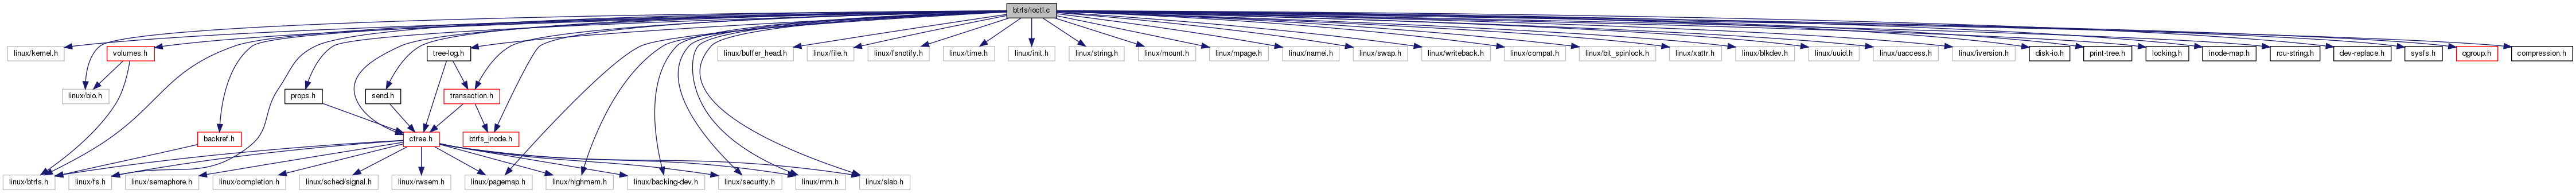 btrfs/ioctl.c
linux/kernel.h
volumes.h
tree-log.h
linux/buffer_head.h
linux/file.h
linux/fsnotify.h
linux/time.h
linux/init.h
linux/string.h
linux/mount.h
linux/mpage.h
linux/namei.h
linux/swap.h
linux/writeback.h
linux/compat.h
linux/bit_spinlock.h
linux/xattr.h
linux/blkdev.h
linux/uuid.h
linux/uaccess.h
linux/iversion.h
disk-io.h
print-tree.h
locking.h
inode-map.h
rcu-string.h
dev-replace.h
sysfs.h
qgroup.h
compression.h
linux/bio.h
props.h
send.h
transaction.h
backref.h
ctree.h
btrfs_inode.h
linux/btrfs.h
linux/fs.h
linux/semaphore.h
linux/completion.h
linux/sched/signal.h
linux/rwsem.h
linux/pagemap.h
linux/highmem.h
linux/backing-dev.h
linux/security.h
linux/mm.h
linux/slab.h